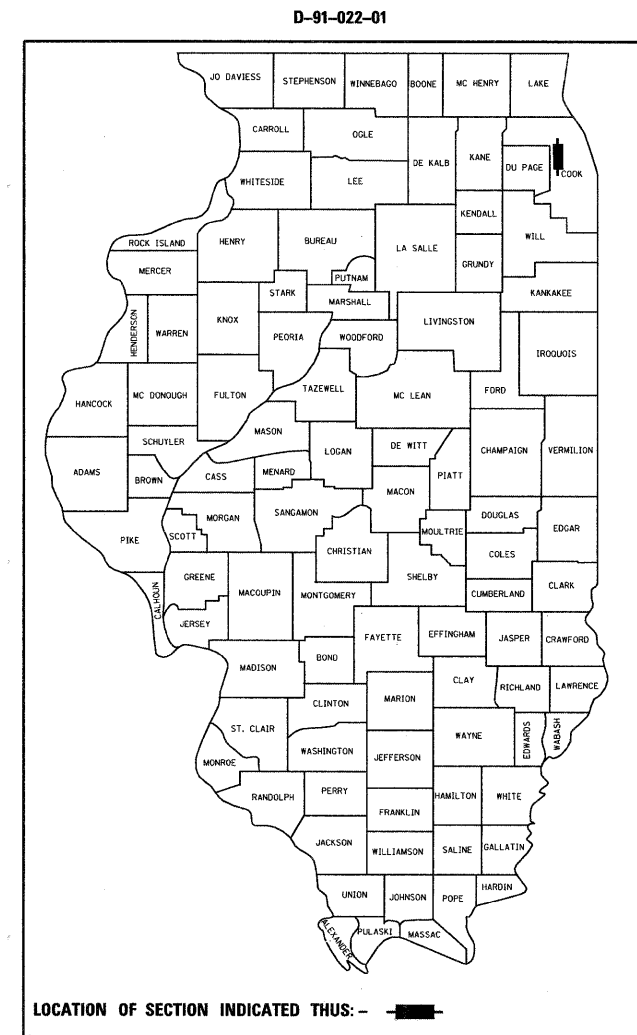 D-91-022-01
JO DAVIESS STEPHENSON WINNEBAGO BOONE MC HENRY LAKE
CARROLL OGLE DE KALB KANE DU PAGE COOK
WHITESIDE LEE
KENDALL
ROCK ISLAND HENRY BUREAU LA SALLE GRUNDY WILL
MERCER PUTNAM
STARK MARSHALL KANKAKEE
HENDERSON WARREN KNOX PEORIA WOODFORD LIVINGSTON IROQUOIS
HANCOCK MC DONOUGH FULTON TAZEWELL MC LEAN FORD
SCHUYLER MASON LOGAN DE WITT CHAMPAIGN VERMILION
ADAMS BROWN CASS MENARD MACON PIATT
PIKE SCOTT MORGAN SANGAMON CHRISTIAN MOULTRIE DOUGLAS EDGAR
COLES
CALHOUN GREENE MACOUPIN MONTGOMERY SHELBY CUMBERLAND CLARK
JERSEY FAYETTE EFFINGHAM JASPER CRAWFORD
MADISON BOND CLAY RICHLAND LAWRENCE
CLINTON MARION
ST. CLAIR WAYNE EDWARDS WABASH
MONROE WASHINGTON JEFFERSON
RANDOLPH PERRY HAMILTON WHITE
FRANKLIN
JACKSON WILLIAMSON SALINE GALLATIN
UNION JOHNSON POPE HARDIN
ALEXANDER PULASKI MASSAC
LOCATION OF SECTION INDICATED THUS: -